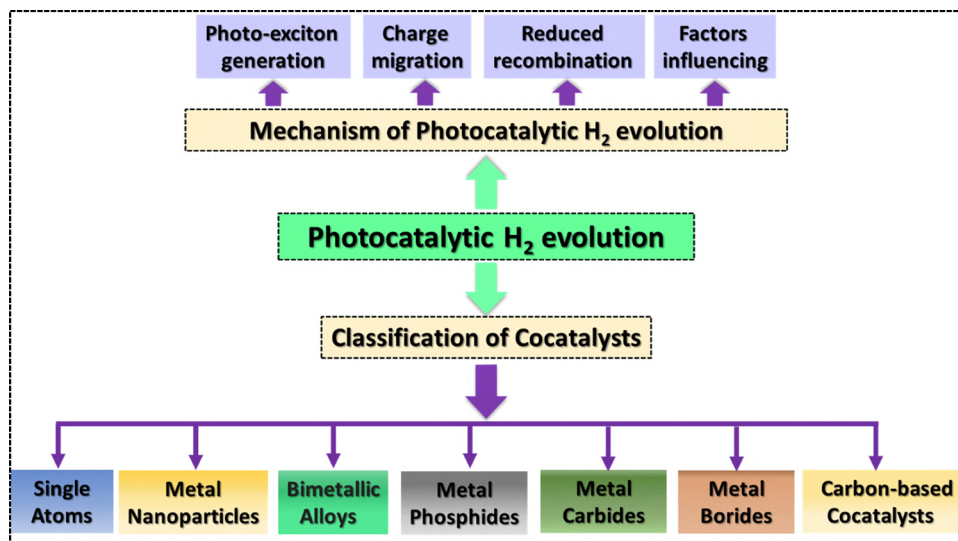 Photo-exciton
generation
Charge
migration
Reduced
recombination
Factors
influencing
Mechanism of Photocatalytic H₂ evolution
Photocatalytic H₂ evolution
Classification of Cocatalysts
Single
Atoms
Metal
Nanoparticles
Bimetallic
Alloys
Metal
Phosphides
Metal
Carbides
Metal
Borides
Carbon-based
Cocatalysts